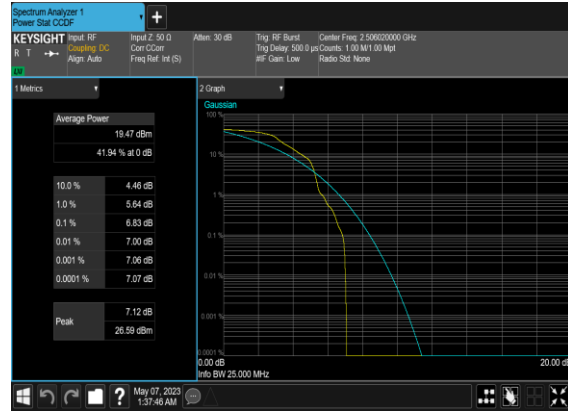 Spectrum Analyzer 1
Power Stat CCDF
KEYSIGHT
R T
LXI
Input: RF
Coupling: DC
Align: Auto
Input Z: 50 Ω
Corr CCorr
Freq Ref: Int (S)
Atten: 30 dB
Trig: RF Burst
Trig Delay: 500.0 µs
#IF Gain: Low
Center Freq: 2.506020000 GHz
Counts: 1.00 M/1.00 Mpt
Radio Std: None
1 Metrics
Average Power
19.47 dBm
41.94 % at 0 dB
10.0 % 4.46 dB
1.0 % 5.64 dB
0.1 % 6.83 dB
0.01 % 7.00 dB
0.001 % 7.06 dB
0.0001 % 7.07 dB
Peak
7.12 dB
26.59 dBm
2 Graph
Gaussian
100 %
10 %
1 %
0.1 %
0.01 %
0.001 %
0.0001 %
0.00 dB
20.00 dB
Info BW 25.000 MHz
?
May 07, 2023
1:37:46 AM